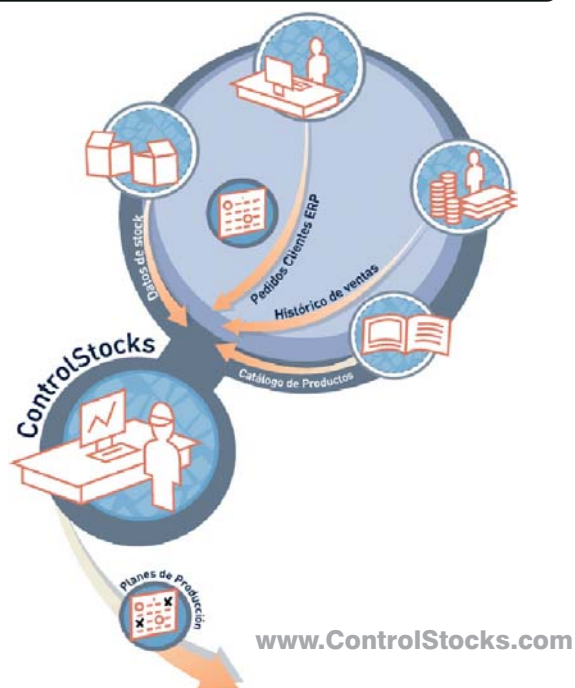 Datos de stock
Pedidos Clientes ERP
Histórico de ventas
Catálogo de Productos
ControlStocks
Planes de Producción
www.ControlStocks.com